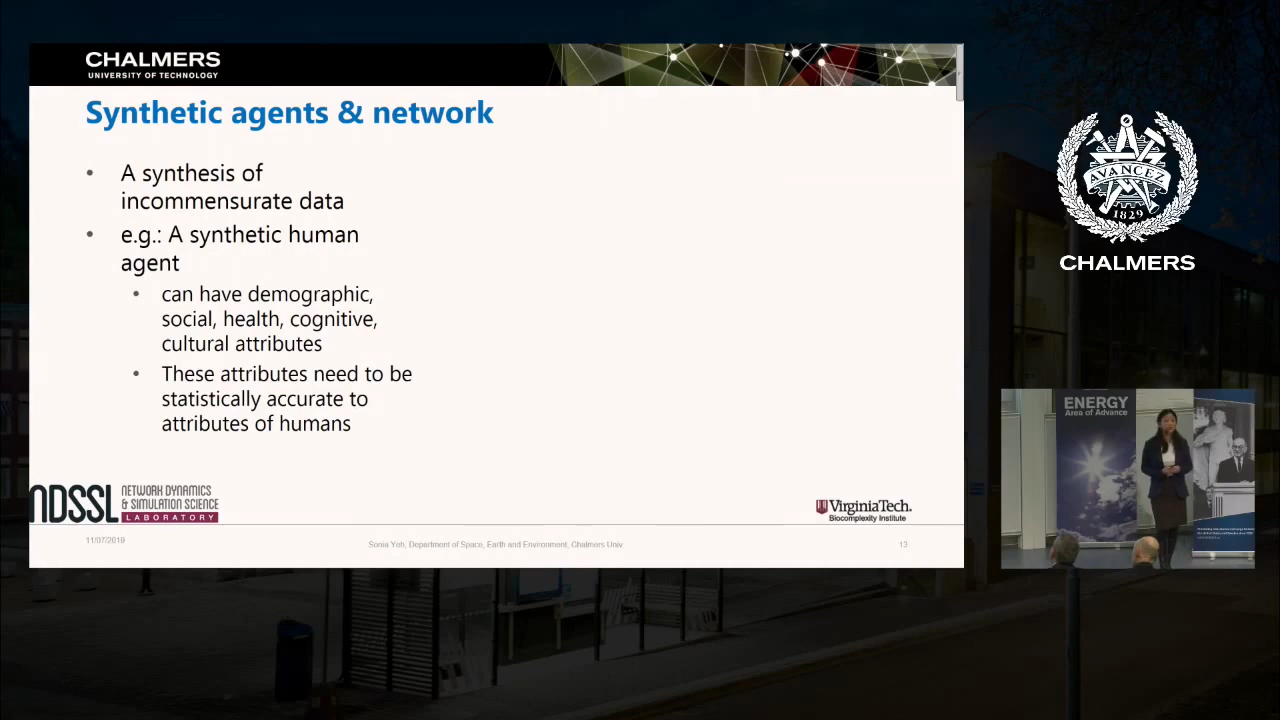 CHALMERS
UNIVERSITY OF TECHNOLOGY
Synthetic agents & network
• A synthesis of
incommensurate data
• e.g.: A synthetic human
agent
• can have demographic,
social, health, cognitive,
cultural attributes
• These attributes need to be
statistically accurate to
attributes of humans
NDSSL
NETWORK DYNAMICS
& SIMULATION SCIENCE
LABORATORY
VirginiaTech.
Biocomplexity Institute
11/07/2019
Sonia Yeh, Department of Space, Earth and Environment, Chalmers Univ
13
AVANCEZ
1829
CHALMERS
ENERGY
Area of Advance